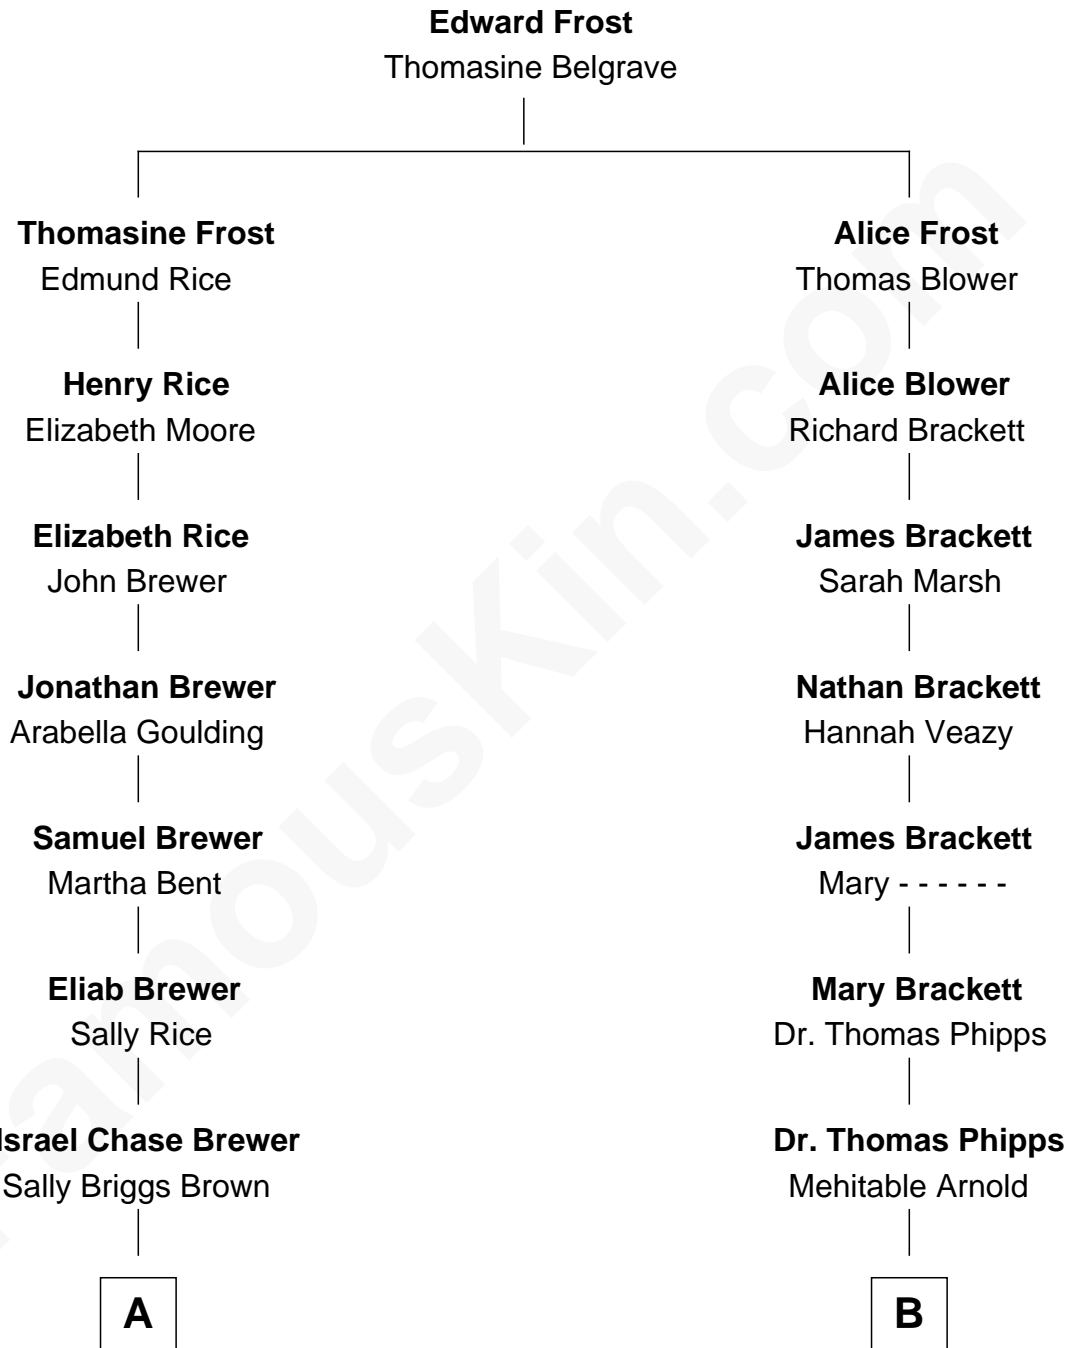 Edward Frost
Thomasine Belgrave
Thomasine Frost
Edmund Rice
Alice Frost
Thomas Blower
Henry Rice
Elizabeth Moore
Alice Blower
Richard Brackett
Elizabeth Rice
John Brewer
James Brackett
Sarah Marsh
Jonathan Brewer
Arabella Goulding
Nathan Brackett
Hannah Veazy
Samuel Brewer
Martha Bent
James Brackett
Mary - - - - - -
Eliab Brewer
Sally Rice
Mary Brackett
Dr. Thomas Phipps
Israel Chase Brewer
Sally Briggs Brown
Dr. Thomas Phipps
Mehitable Arnold
A
B
FamousKin.com